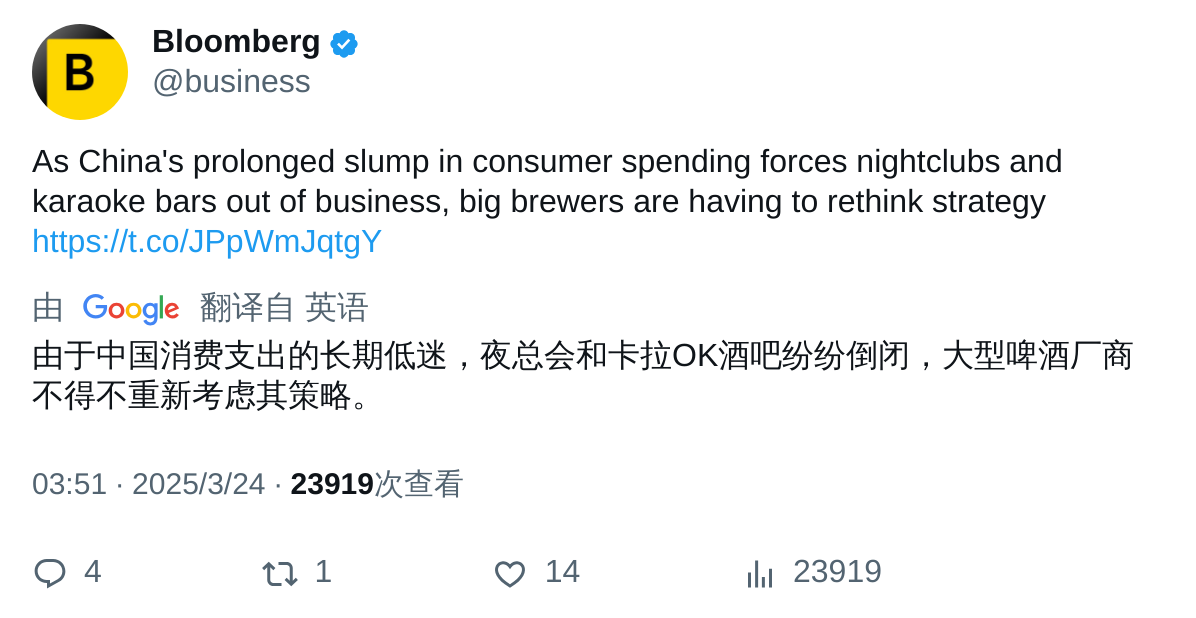 B
Bloomberg
@business
As China's prolonged slump in consumer spending forces nightclubs and
karaoke bars out of business, big brewers are having to rethink strategy
https://t.co/JPpWmJqtgY
由 Google 翻译自 英语
由于中国消费支出的长期低迷，夜总会和卡拉OK酒吧纷纷倒闭，大型啤酒厂商
不得不重新考虑其策略。
03:51 · 2025/3/24 · 23919次查看
4 1 14 23919